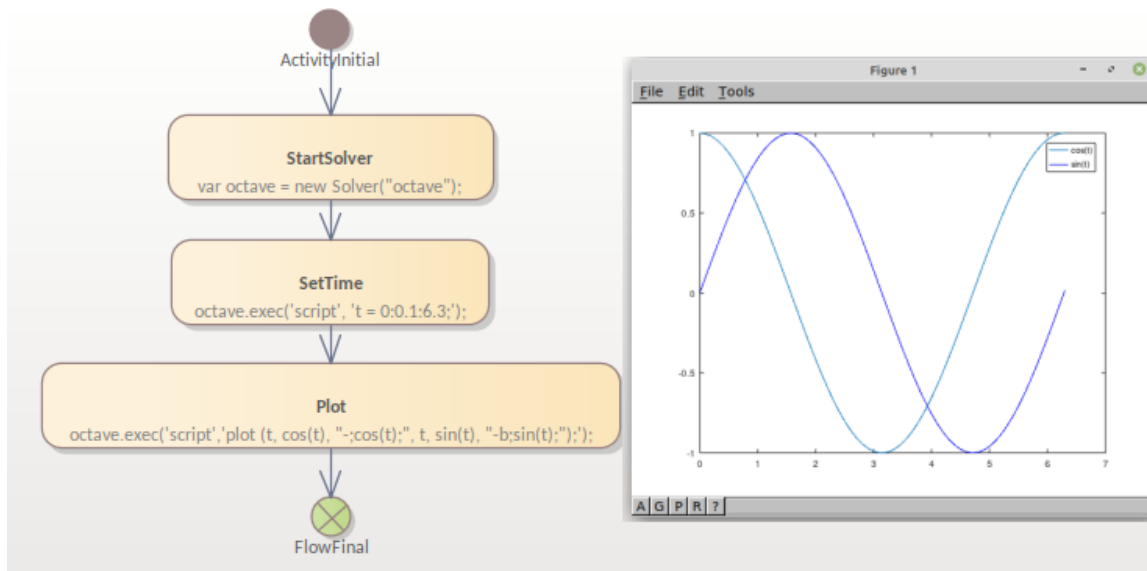 ActivityInitial
StartSolver
var octave = new Solver("octave");
SetTime
octave.exec('script', 't = 0:0.1:6.3;');
Plot
octave.exec('script','plot (t, cos(t), "-;cos(t);", t, sin(t), "-b;sin(t);");');
FlowFinal
Figure 1
File Edit Tools
1
0.5
0
-0.5
-1
0 1 2 3 4 5 6 7
cos(t)
sin(t)
A G P R ?